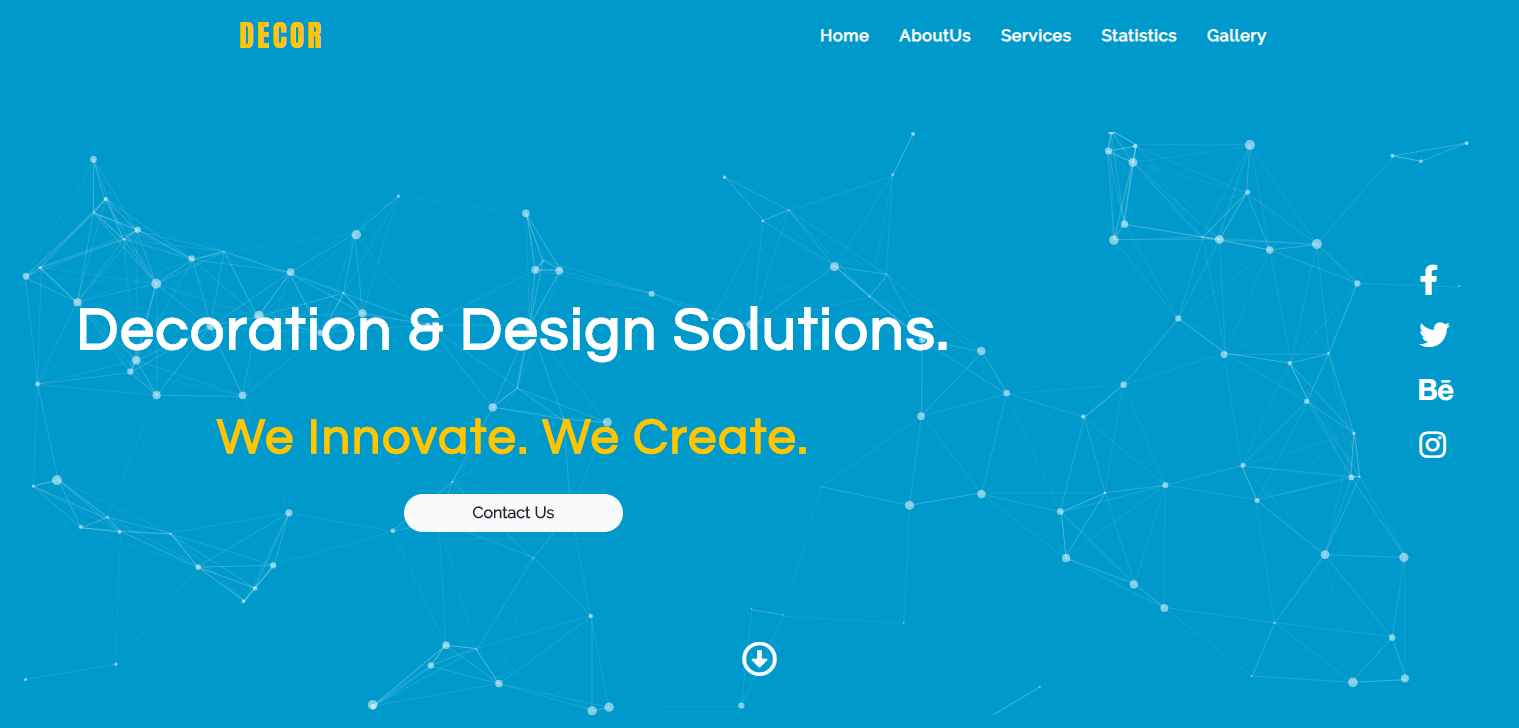 DECOR
Home AboutUs Services Statistics Gallery
Decoration & Design Solutions.
We Innovate. We Create.
Contact Us
Bē